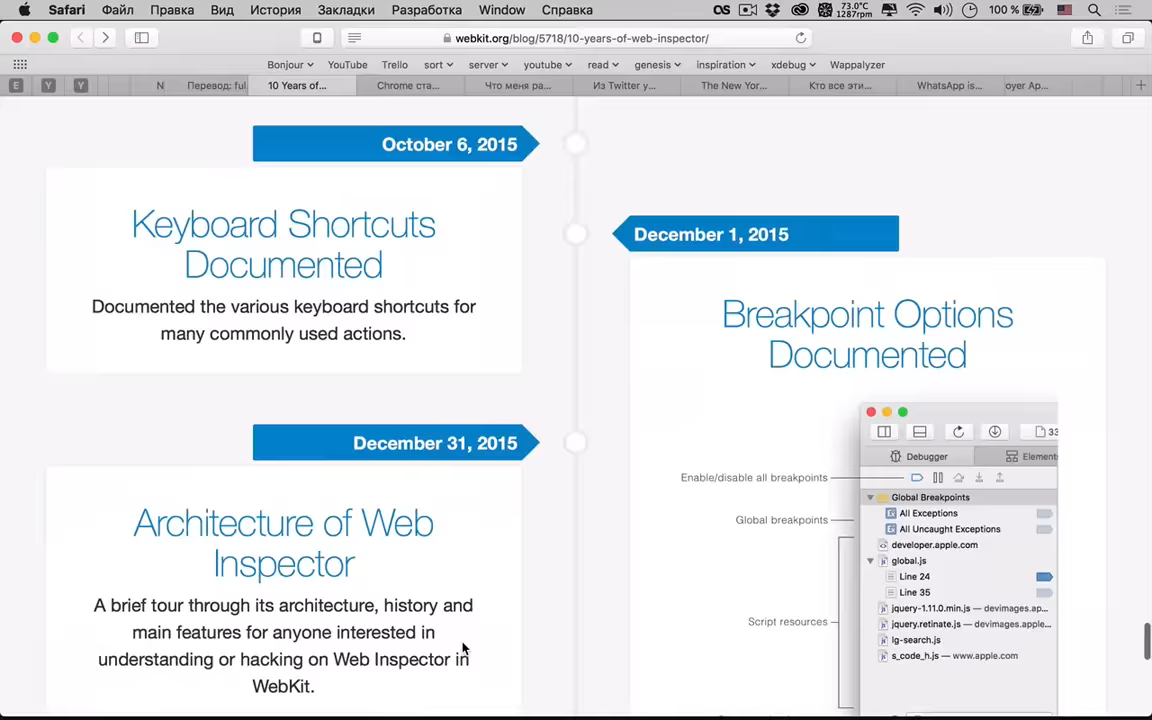 Safari Файл Правка Вид История Закладки Разработка Window Справка
73.0°C
1287rpm
100 %
webkit.org/blog/5718/10-years-of-web-inspector/
Bonjour YouTube Trello sort server youtube read genesis inspiration xdebug Wappalyzer
E Y Y N Перевод: ful. 10 Years of... Chrome ста... Что меня ра... Из Twitter у... The New Yor... Кто все эти... WhatsApp is... oyer Ap...
October 6, 2015
Keyboard Shortcuts
Documented
Documented the various keyboard shortcuts for
many commonly used actions.
December 1, 2015
Breakpoint Options
Documented
33
Debugger Element
Enable/disable all breakpoints
Global Breakpoints
All Exceptions
Global breakpoints
All Uncaught Exceptions
developer.apple.com
global.js
Line 24
Line 35
jquery-1.11.0.min.js — devimages.ap...
Script resources
jquery.retinate.js — devimages.apple...
lg-search.js
s_code_h.js — www.apple.com
December 31, 2015
Architecture of Web
Inspector
A brief tour through its architecture, history and
main features for anyone interested in
understanding or hacking on Web Inspector in
WebKit.